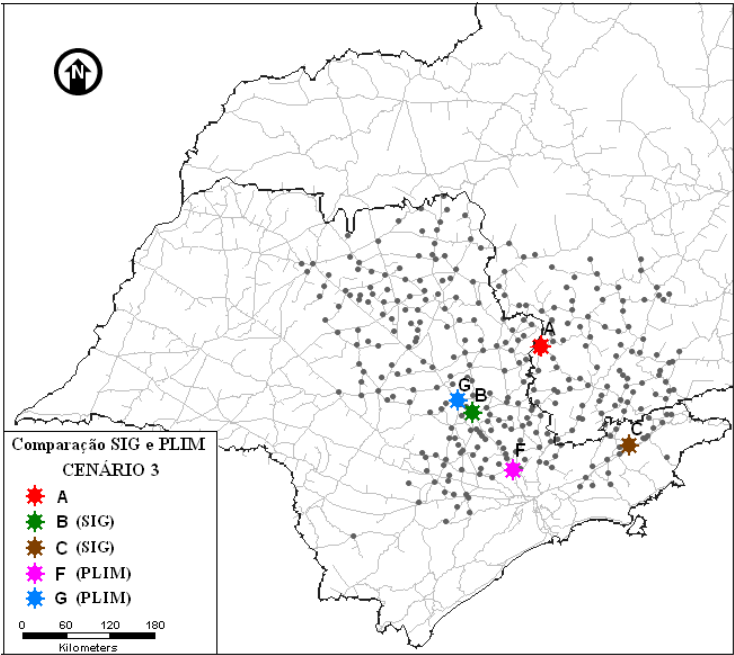 N
A
G
B
C
F
Comparação SIG e PLIM
CENÁRIO 3
A
B (SIG)
C (SIG)
F (PLIM)
G (PLIM)
0 60 120 180
Kilometers